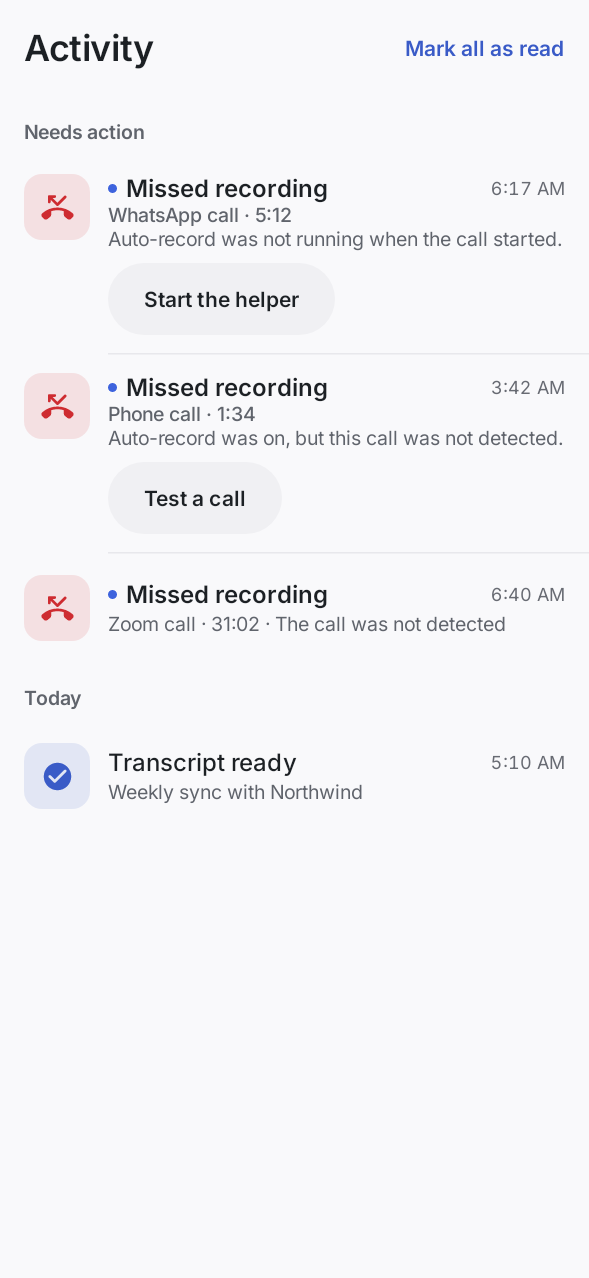 Activity
Mark all as read
Needs action
Missed recording
6:17 AM
WhatsApp call · 5:12
Auto-record was not running when the call started.
Start the helper
Missed recording
3:42 AM
Phone call · 1:34
Auto-record was on, but this call was not detected.
Test a call
Missed recording
6:40 AM
Zoom call · 31:02 · The call was not detected
Today
Transcript ready
5:10 AM
Weekly sync with Northwind